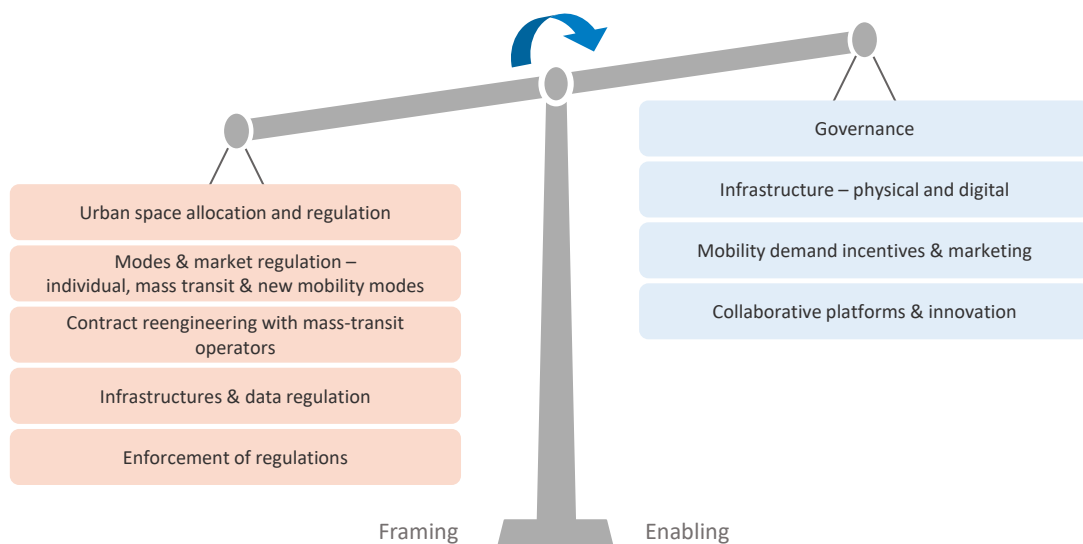 Governance
Infrastructure – physical and digital
Mobility demand incentives & marketing
Collaborative platforms & innovation
Urban space allocation and regulation
Modes & market regulation –
individual, mass transit & new mobility modes
Contract reengineering with mass-transit
operators
Infrastructures & data regulation
Enforcement of regulations
Framing
Enabling